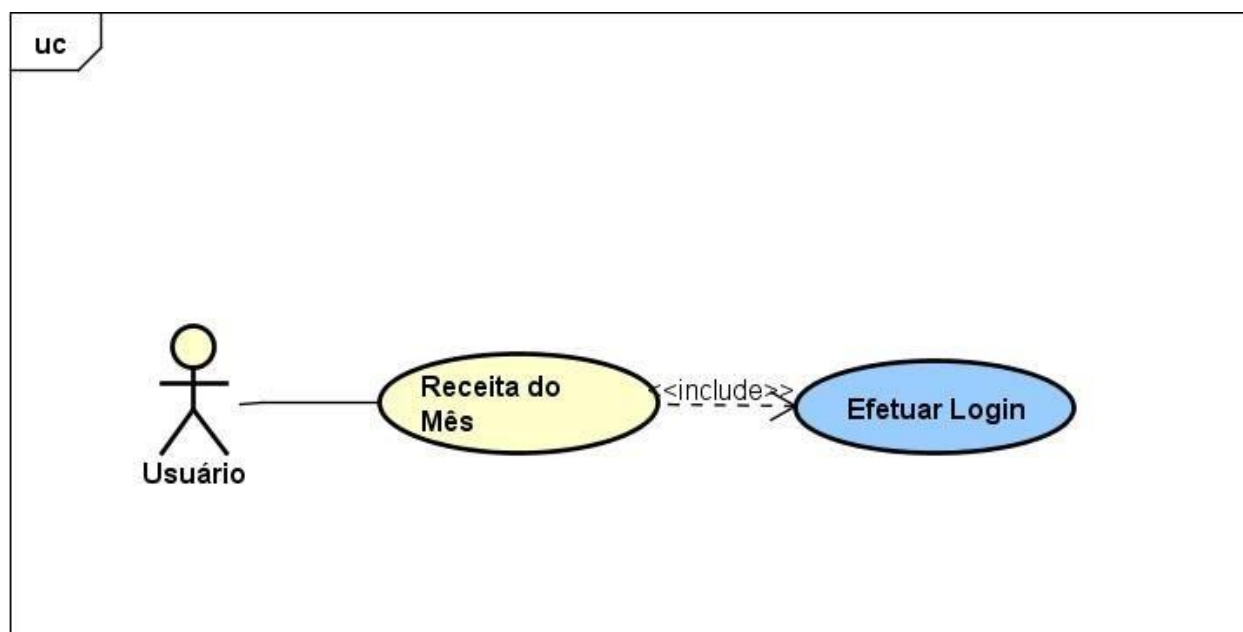 uc
Receita do
Mês
<<include>>
Efetuar Login
Usuário